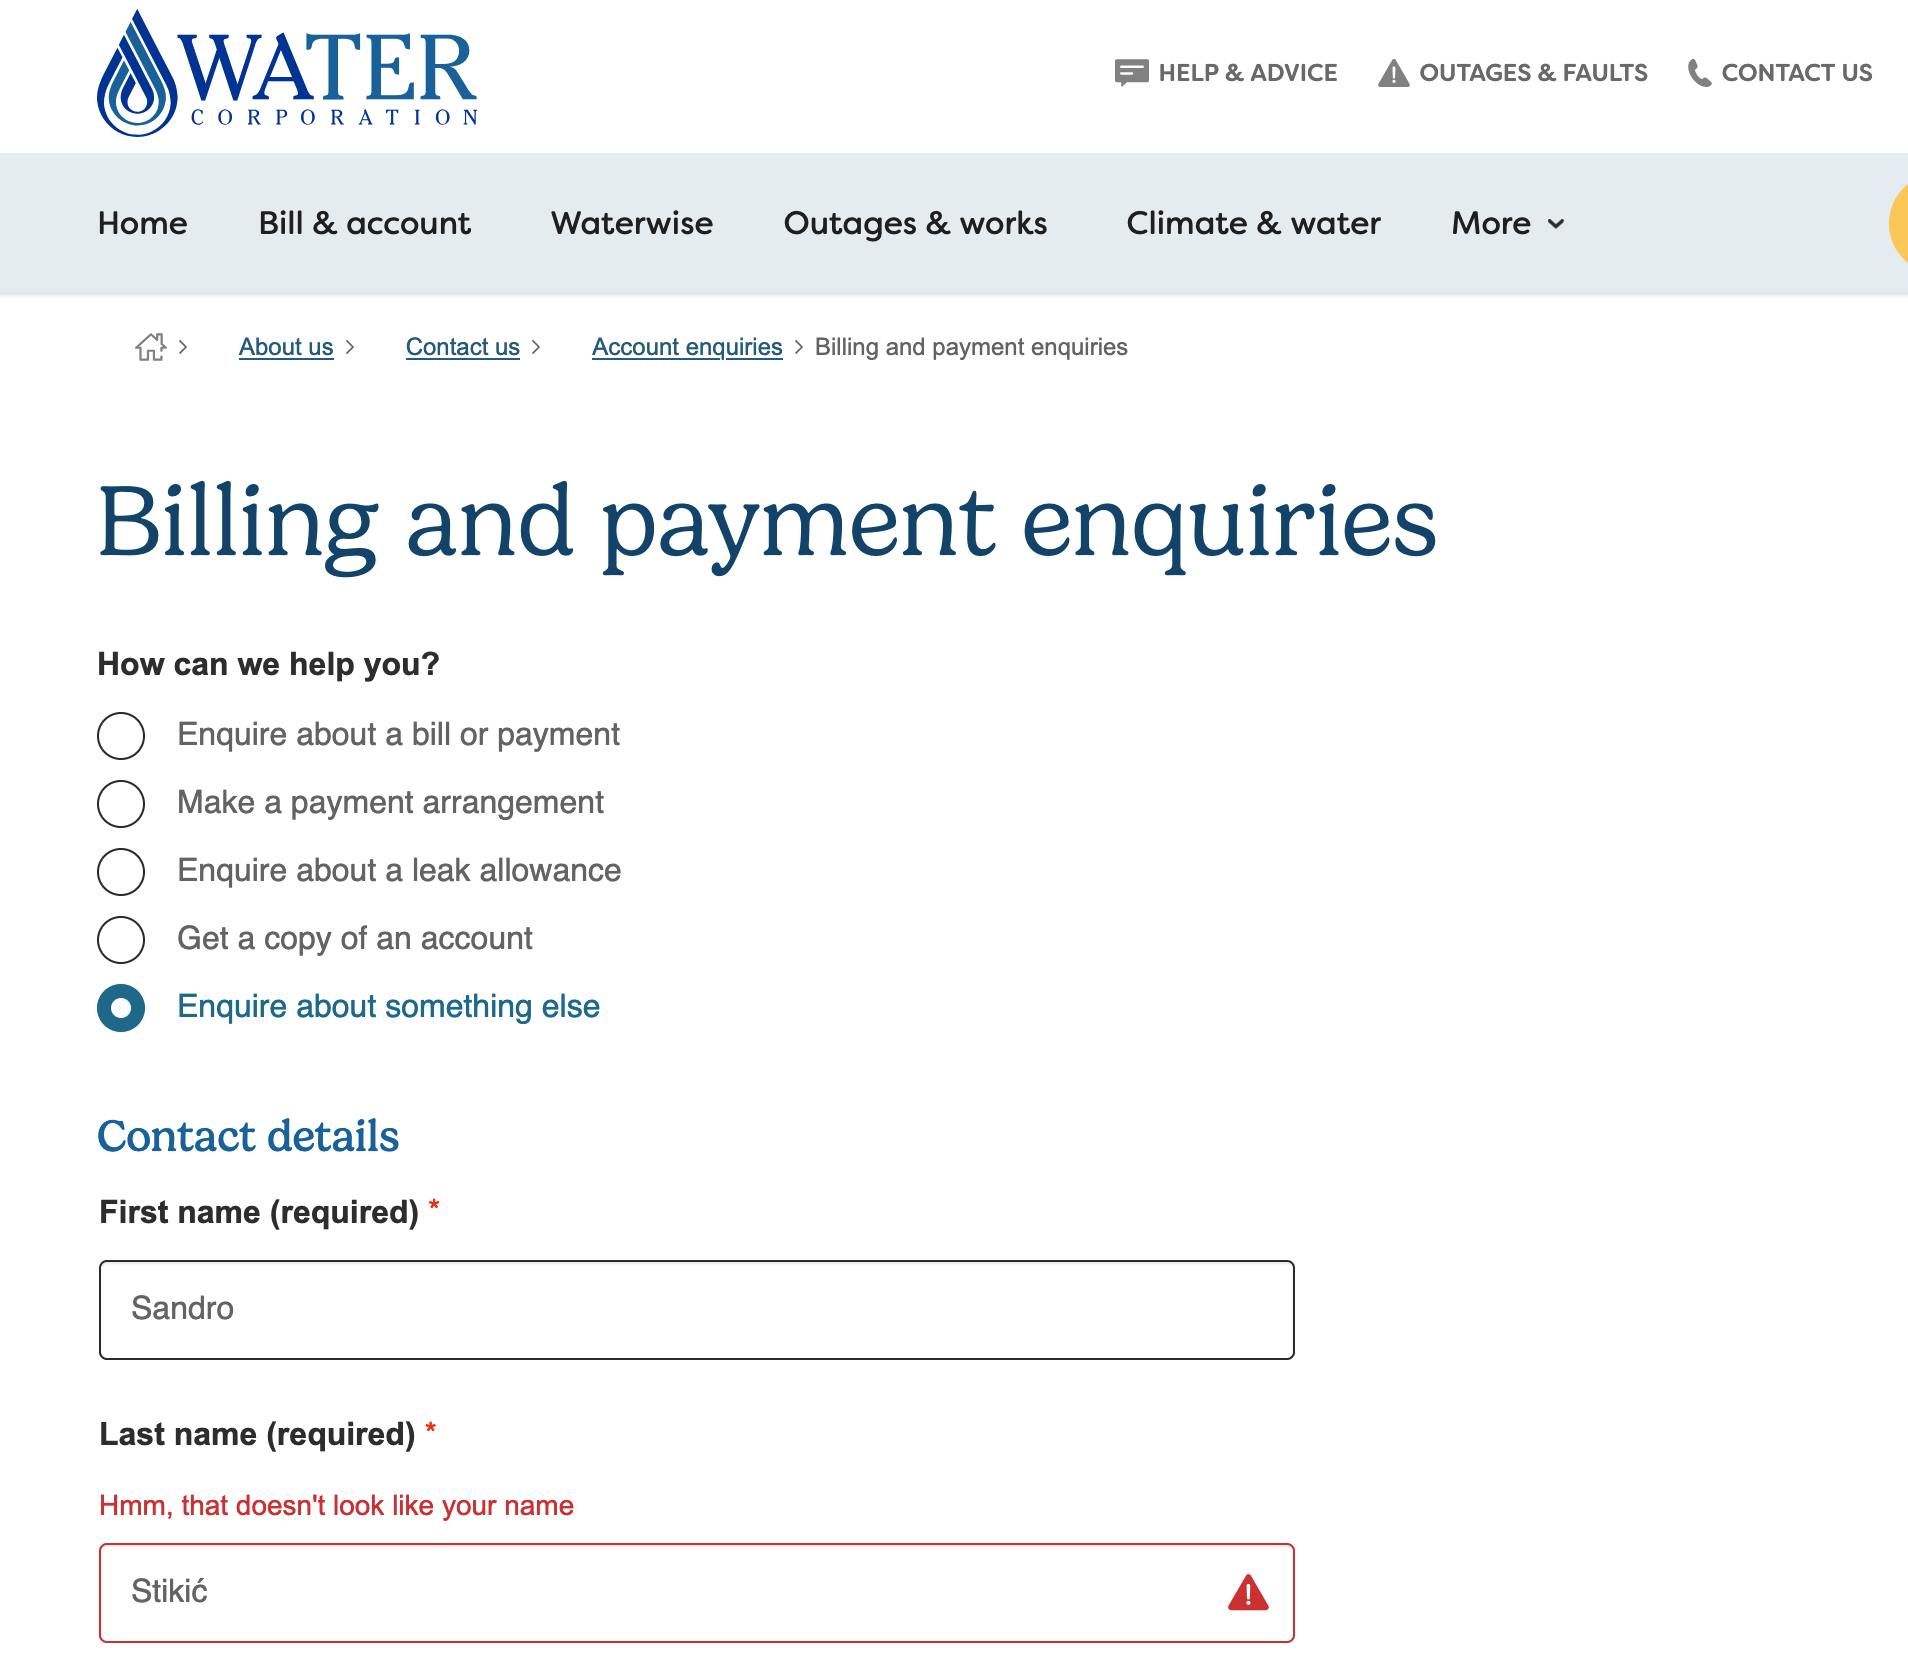 WATER
CORPORATION
HELP & ADVICE
OUTAGES & FAULTS
CONTACT US
Home
Bill & account
Waterwise
Outages & works
Climate & water
More
About us
Contact us
Account enquiries
Billing and payment enquiries
Billing and payment enquiries
How can we help you?
Enquire about a bill or payment
Make a payment arrangement
Enquire about a leak allowance
Get a copy of an account
Enquire about something else
Contact details
First name (required) *
Sandro
Last name (required) *
Hmm, that doesn't look like your name
Stikić